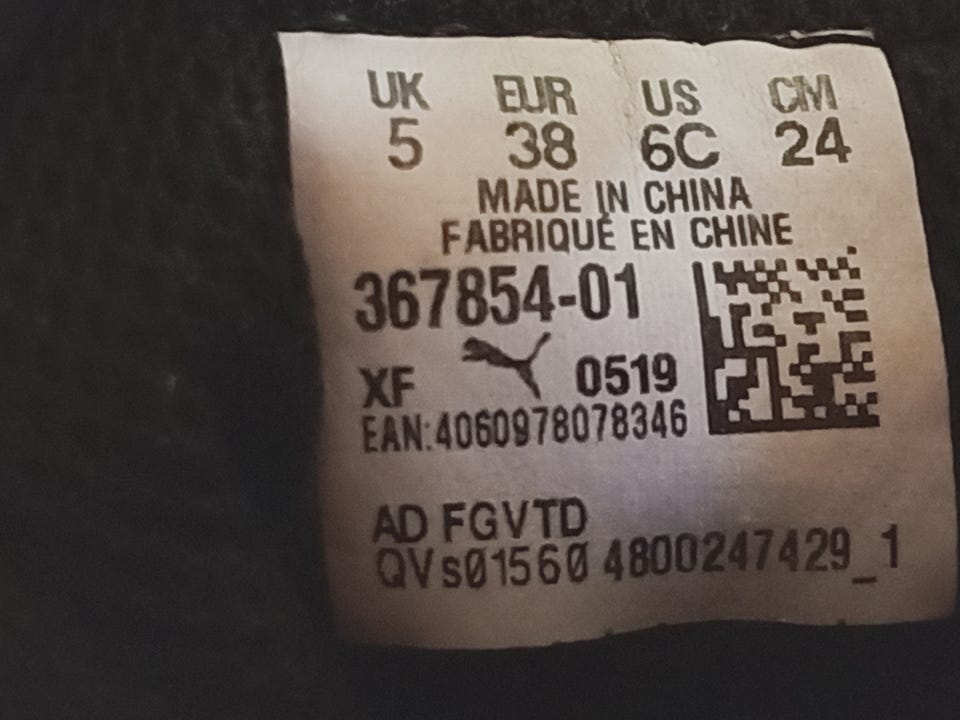 UK EUR US CM
5 38 6C 24
MADE IN CHINA
FABRIQUÉ EN CHINE
367854-01
XF 0519
EAN:4060978078346
AD FGVTD
QVs01560 4800247429_1